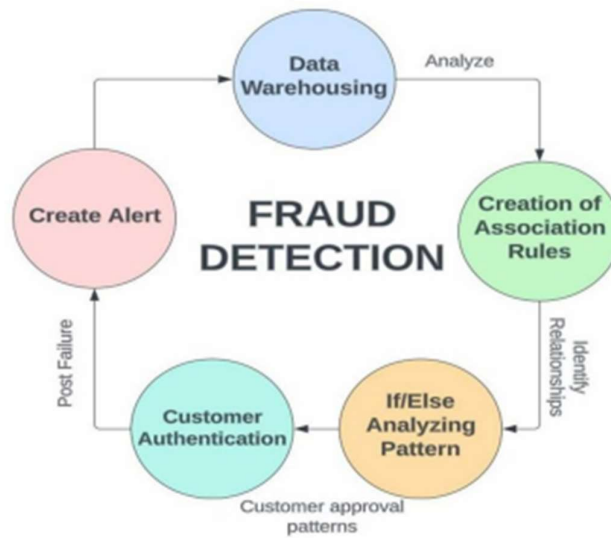 Data
Warehousing
Analyze
Create Alert
FRAUD
DETECTION
Creation of
Association
Rules
Identify
Relationships
Post Failure
Customer
Authentication
If/Else
Analyzing
Pattern
Customer approval
patterns